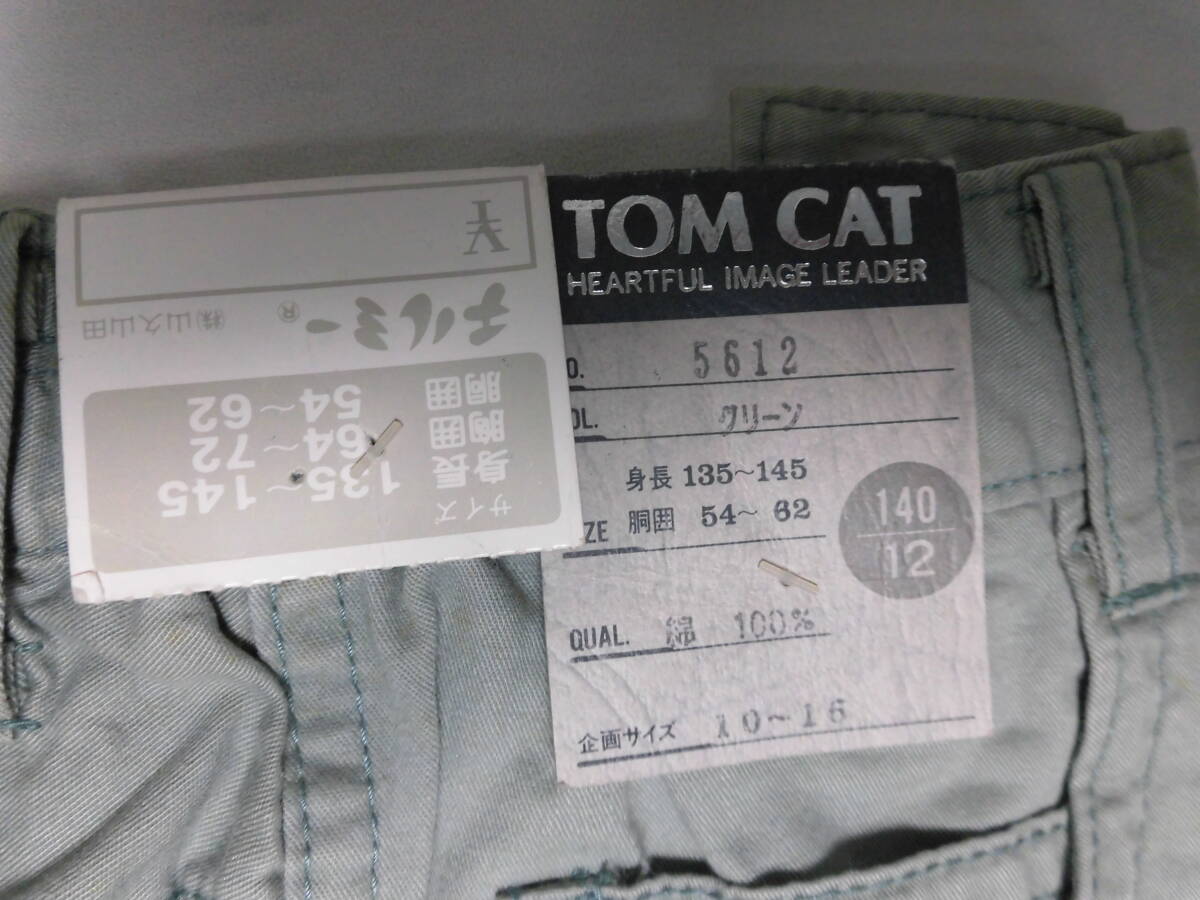 ¥
チルミー®
㈱山久山田
サイズ
身長 135~145
胸囲 64~72
胴囲 54~62
TOM CAT
HEARTFUL IMAGE LEADER
O. 5612
OL. グリーン
身長 135~145
ZE 胴囲 54~ 62
140
12
QUAL. 綿 100%
企画サイズ 10~16